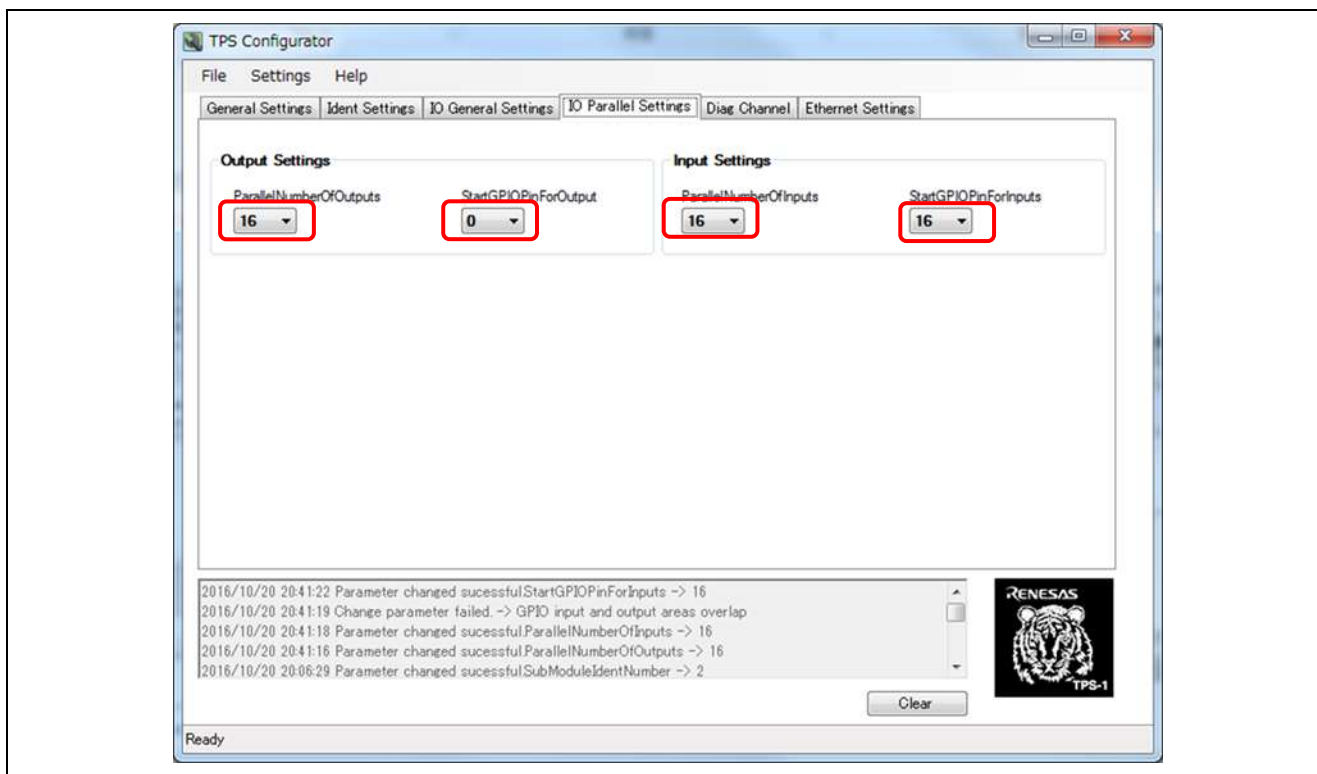 TPS Configurator
File Settings Help
General Settings Ident Settings IO General Settings IO Parallel Settings Diag Channel Ethernet Settings
Output Settings Input Settings
ParallelNumberOfOutputs StartGPIOPinForOutput ParallelNumberOfInputs StartGPIOPinForInputs
16 0 16 16
2016/10/20 20:41:22 Parameter changed sucessful.StartGPIOPinForInputs -> 16
2016/10/20 20:41:19 Change parameter failed. -> GPIO input and output areas overlap
2016/10/20 20:41:18 Parameter changed sucessful.ParallelNumberOfInputs -> 16
2016/10/20 20:41:16 Parameter changed sucessful.ParallelNumberOfOutputs -> 16
2016/10/20 20:06:29 Parameter changed sucessful.SubModuleIdentNumber -> 2
RENESAS
TPS-1
Clear
Ready